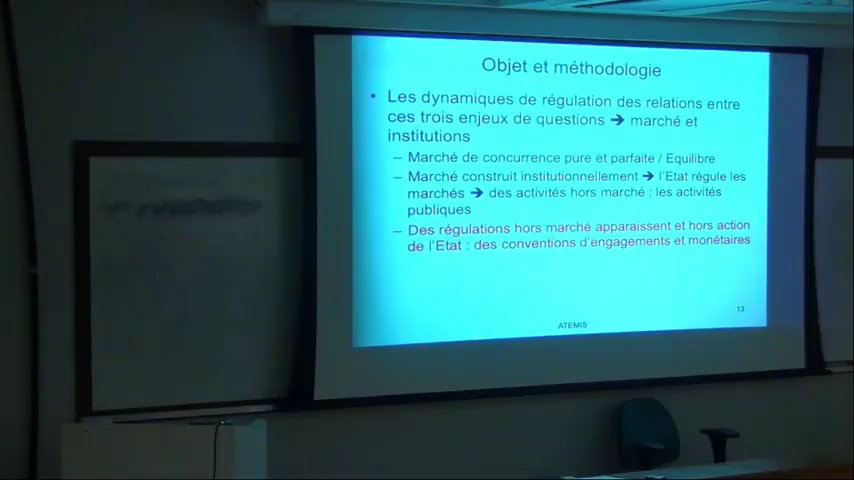 Objet et méthodologie
• Les dynamiques de régulation des relations entre
ces trois enjeux de questions ➔ marché et
institutions
– Marché de concurrence pure et parfaite / Equilibre
– Marché construit institutionnellement ➔ l'Etat régule les
marchés ➔ des activités hors marché : les activités
publiques
– Des régulations hors marché apparaissent et hors action
de l'Etat : des conventions d'engagements et monétaires
13
ATEMIS